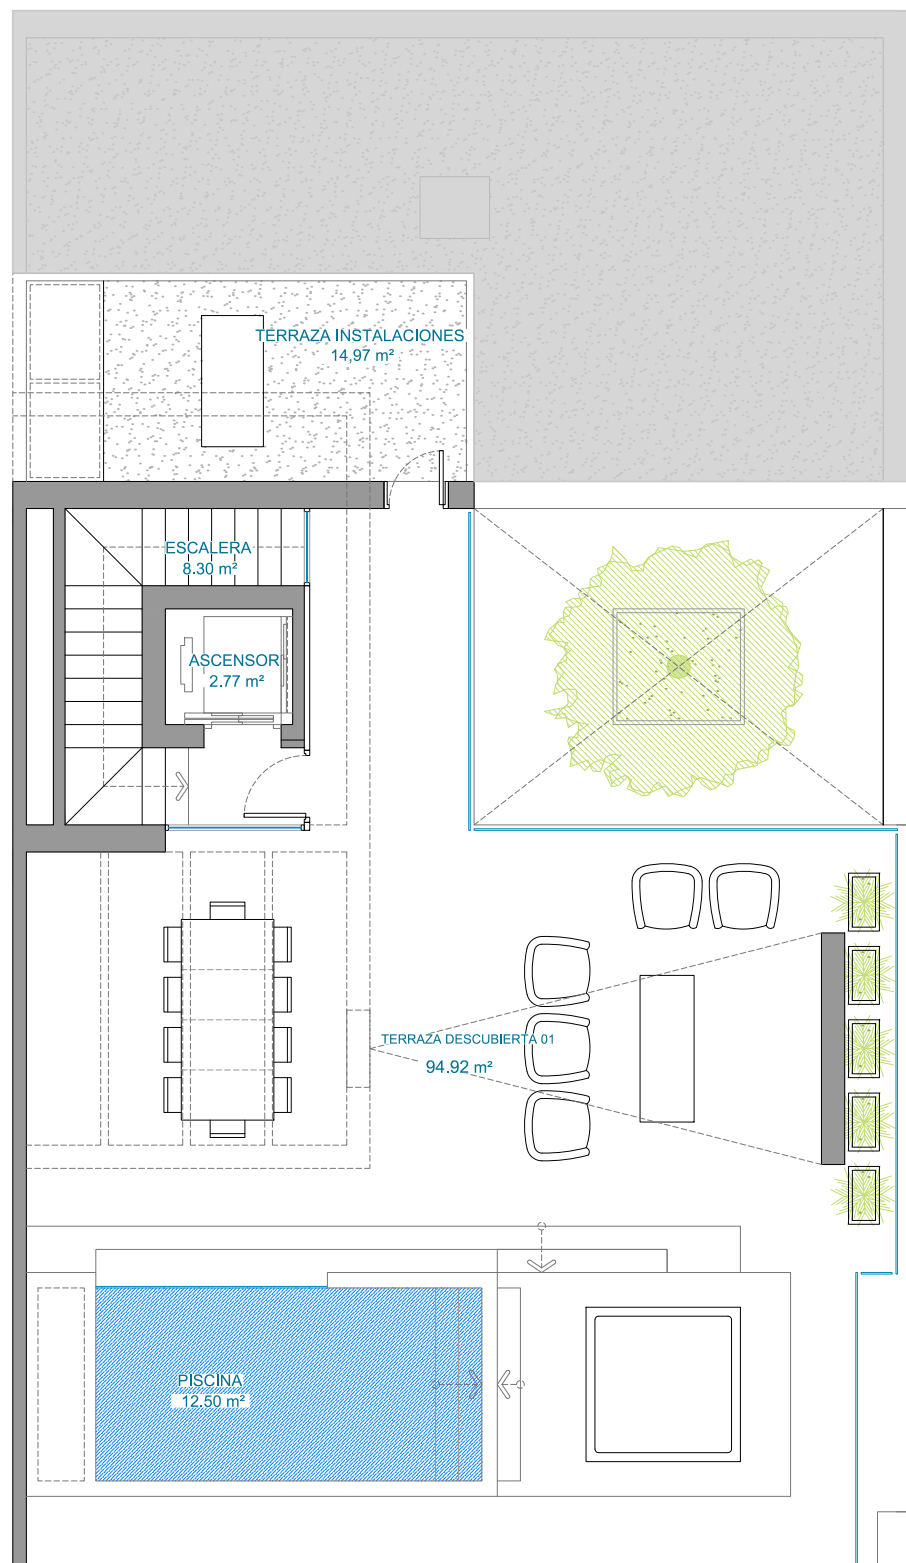 TERRAZA INSTALACIONES
14,97 m²
ESCALERA
8.30 m²
ASCENSOR
2.77 m²
TERRAZA DESCUBIERTA 01
94.92 m²
PISCINA
12.50 m²